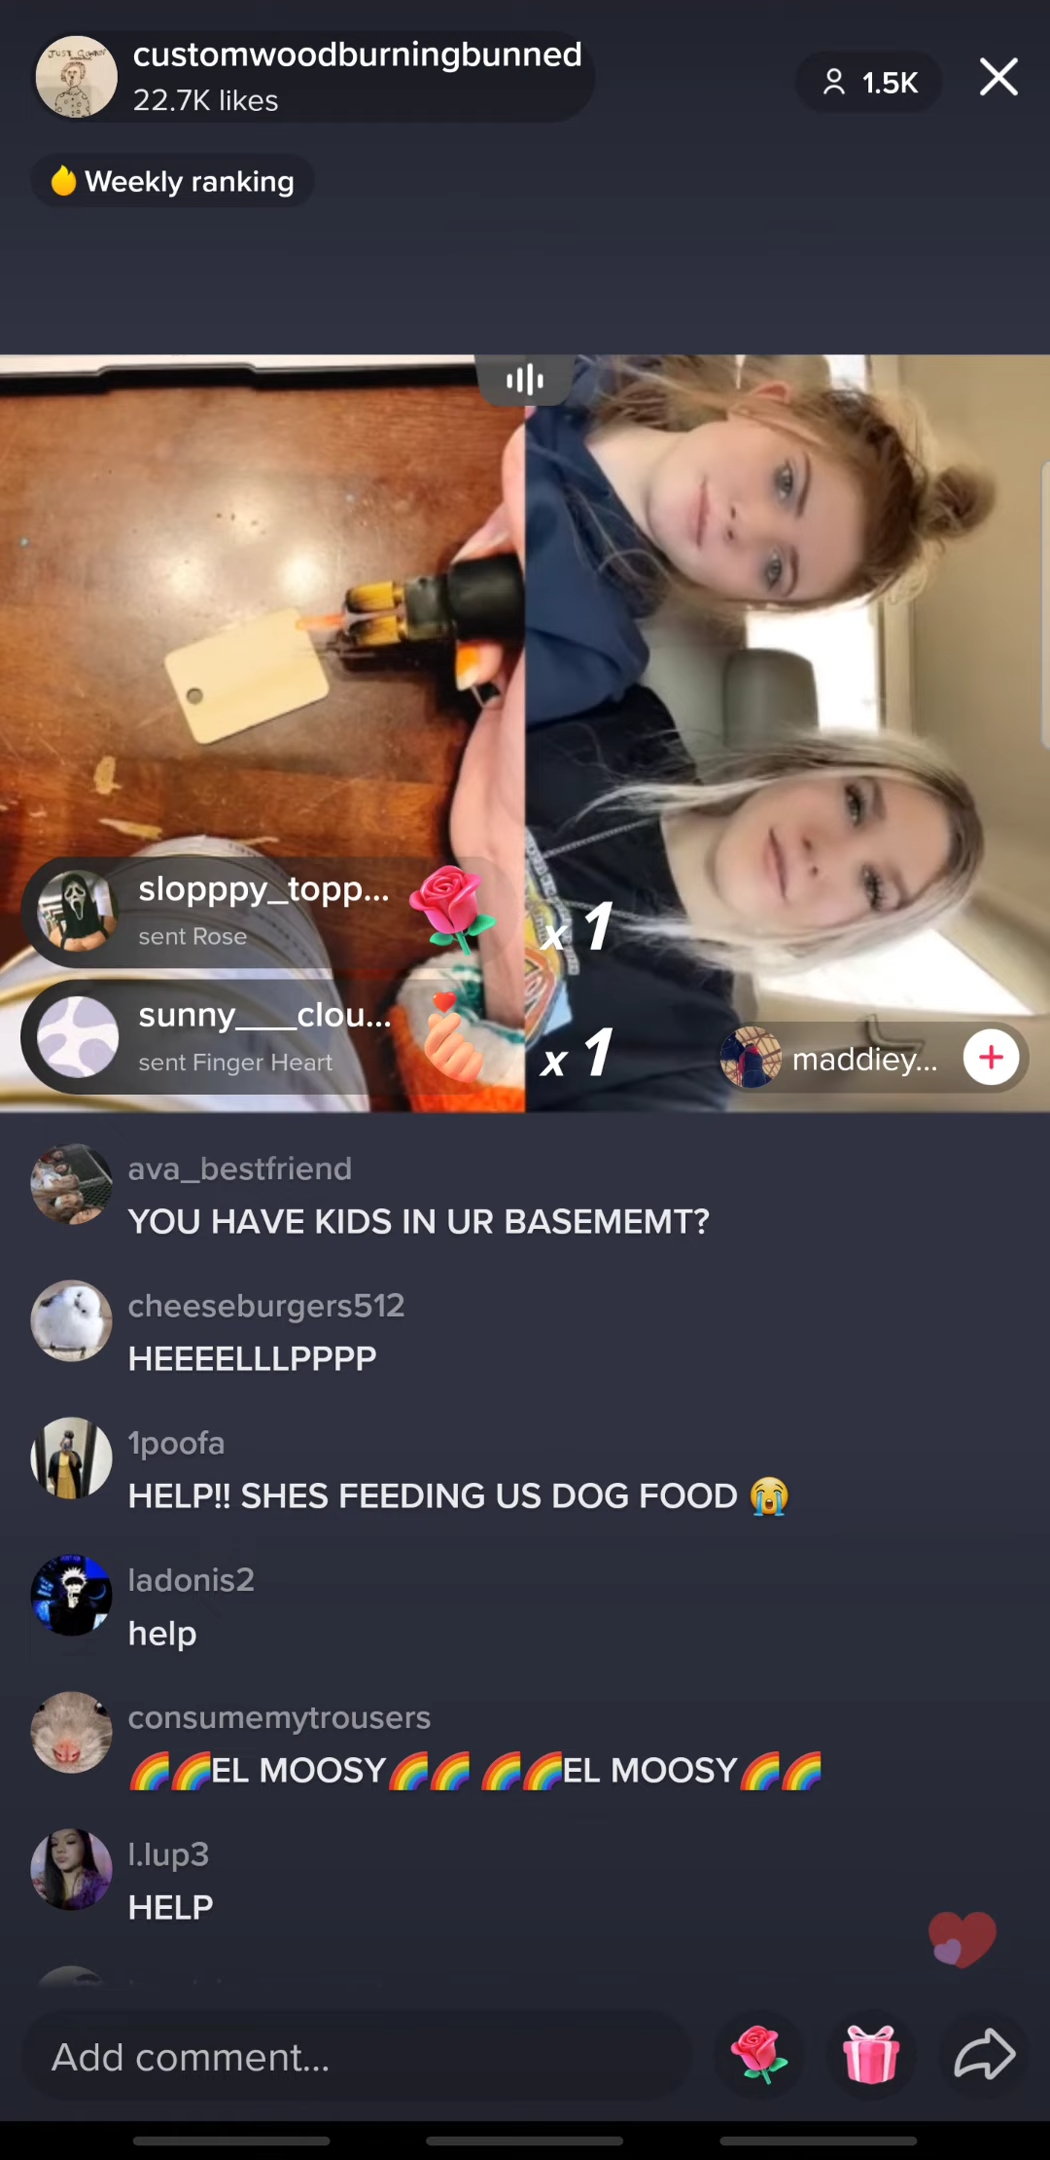 customwoodburningbunned
22.7K likes
1.5K
Weekly ranking
slopppy_topp...
sent Rose
x 1
sunny___clou...
sent Finger Heart
x 1
maddiey...
ava_bestfriend
YOU HAVE KIDS IN UR BASEMEMT?
cheeseburgers512
HEEEELLLPPPP
1poofa
HELP!! SHES FEEDING US DOG FOOD 😭
ladonis2
help
consumemytrousers
🌈🌈EL MOOSY🌈🌈 🌈🌈EL MOOSY🌈🌈
l.lup3
HELP
Add comment...